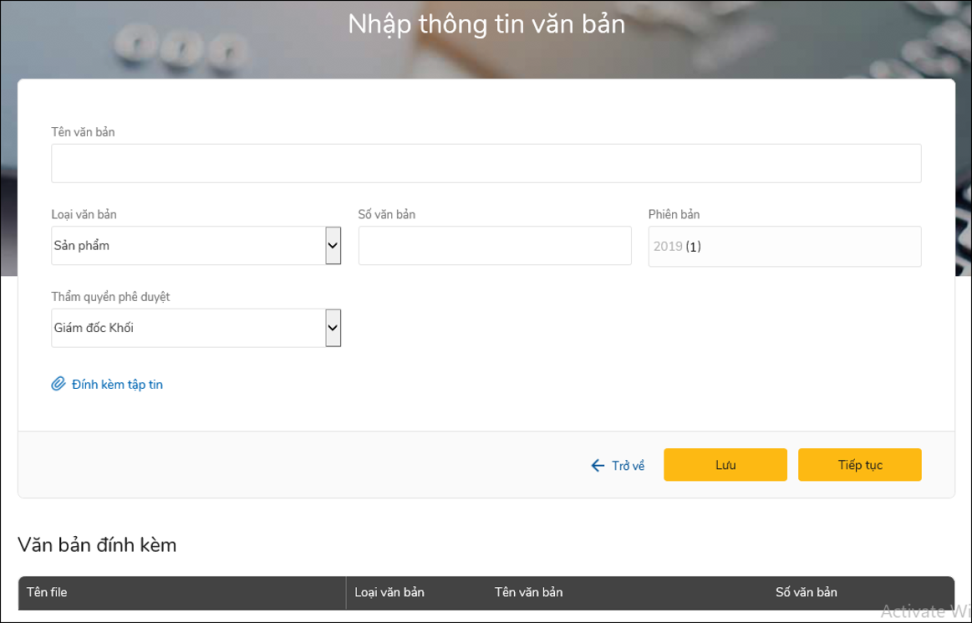 Nhập thông tin văn bản
Tên văn bản
Loại văn bản Số văn bản Phiên bản
Sản phẩm 2019 (1)
Thẩm quyền phê duyệt
Giám đốc Khối
Đính kèm tập tin
Trở về Lưu Tiếp tục
Văn bản đính kèm
Tên file Loại văn bản Tên văn bản Số văn bản
Activate Wi